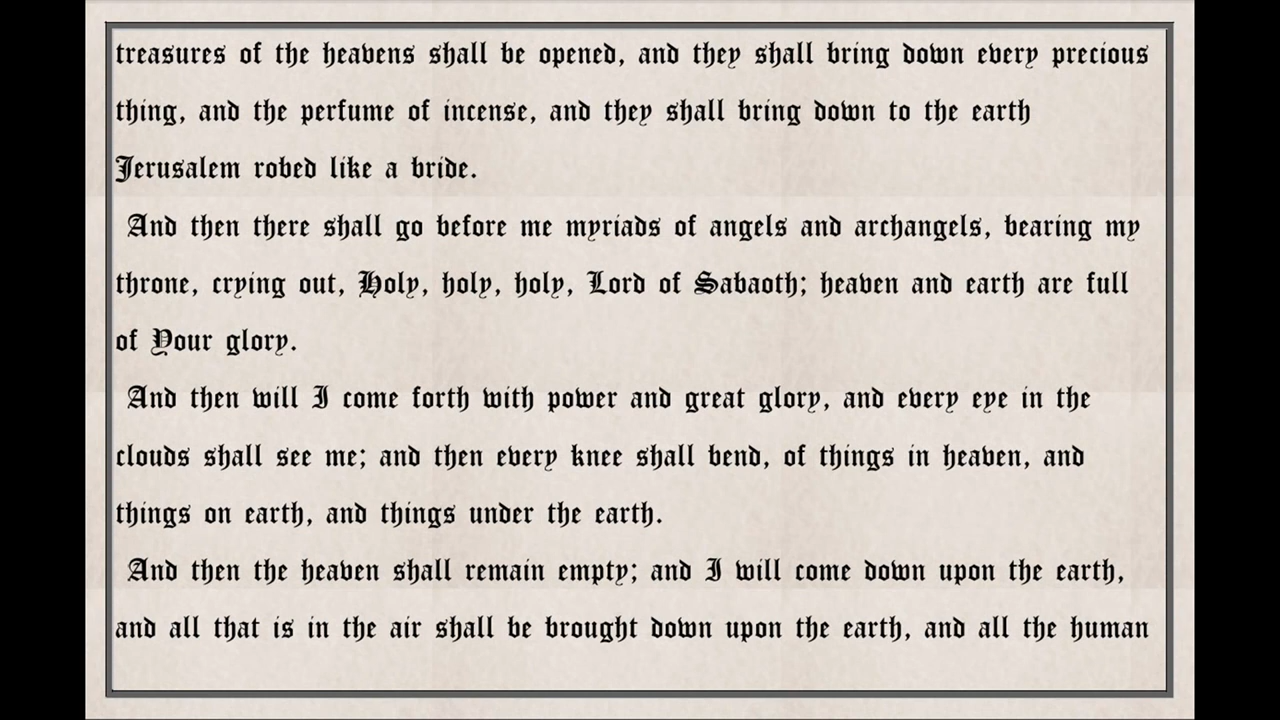 treasures of the heavens shall be opened, and they shall bring down every precious
thing, and the perfume of incense, and they shall bring down to the earth
Jerusalem robed like a bride.
And then there shall go before me myriads of angels and archangels, bearing my
throne, crying out, Holy, holy, holy, Lord of Sabaoth; heaven and earth are full
of Your glory.
And then will I come forth with power and great glory, and every eye in the
clouds shall see me; and then every knee shall bend, of things in heaven, and
things on earth, and things under the earth.
And then the heaven shall remain empty; and I will come down upon the earth,
and all that is in the air shall be brought down upon the earth, and all the human